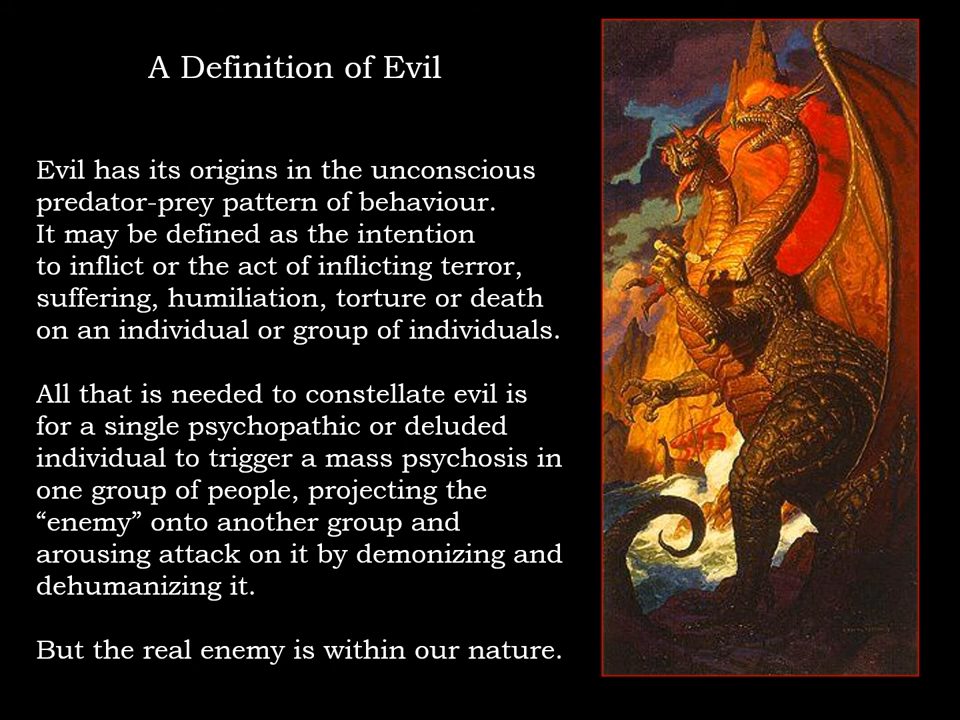 A Definition of Evil
Evil has its origins in the unconscious
predator-prey pattern of behaviour.
It may be defined as the intention
to inflict or the act of inflicting terror,
suffering, humiliation, torture or death
on an individual or group of individuals.
All that is needed to constellate evil is
for a single psychopathic or deluded
individual to trigger a mass psychosis in
one group of people, projecting the
“enemy” onto another group and
arousing attack on it by demonizing and
dehumanizing it.
But the real enemy is within our nature.